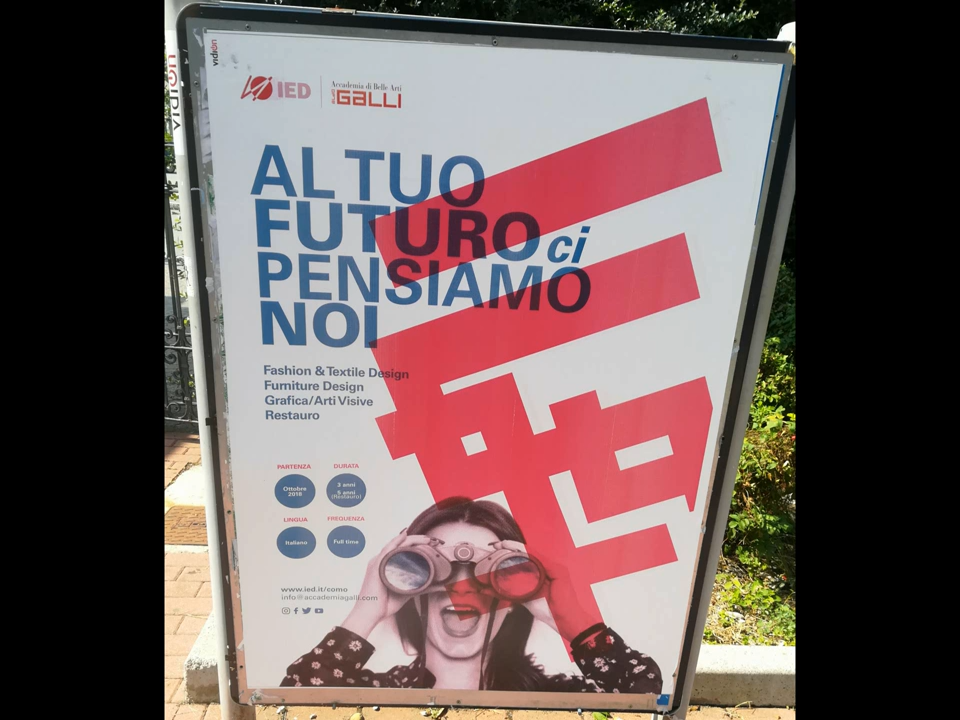 vidiòn
vidiòn
IED
Accademia di Belle Arti
GALLI
AL TUO
FUTURO ci
PENSIAMO
NOI
Fashion & Textile Design
Furniture Design
Grafica/Arti Visive
Restauro
PARTENZA
Ottobre
2018
DURATA
3 anni
5 anni
(Restauro)
LINGUA
Italiano
FREQUENZA
Full time
www.ied.it/como
info@accademiagalli.com